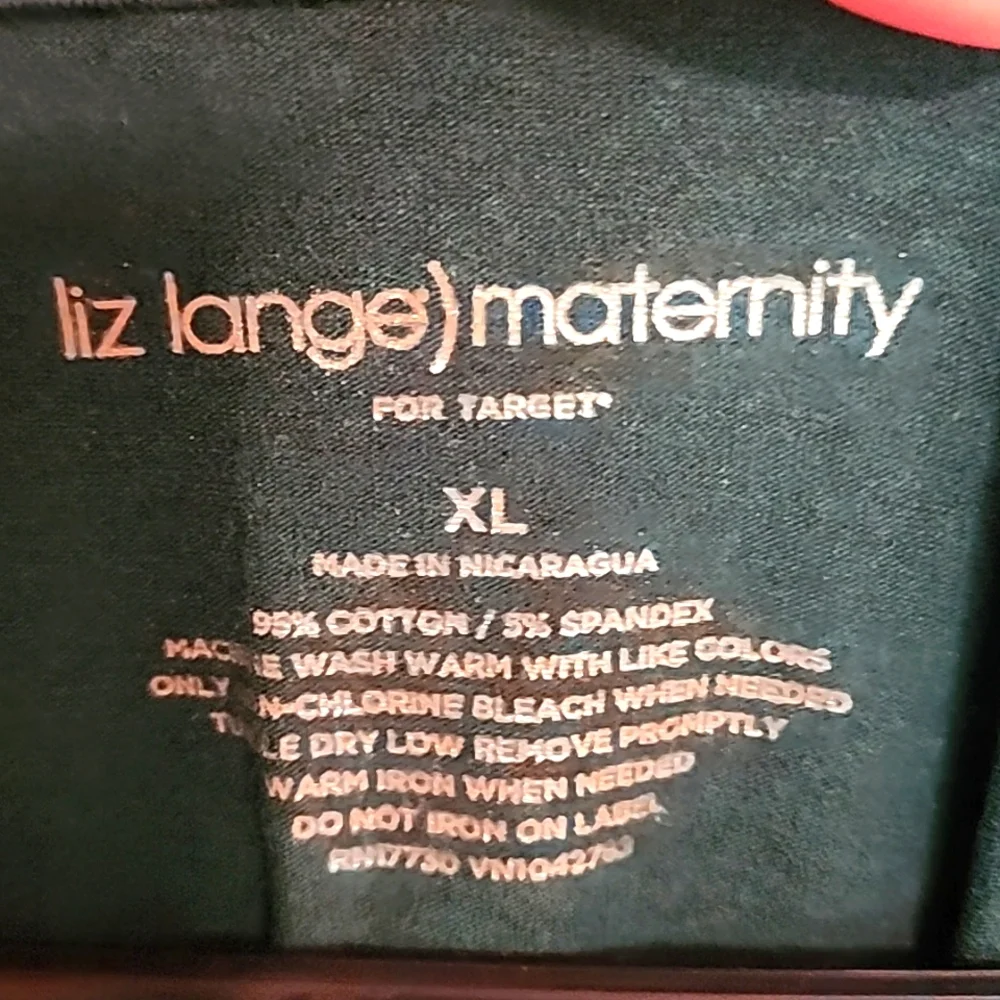 liz lange) maternity
FOR TARGET®
XL
MADE IN NICARAGUA
95% COTTON / 5% SPANDEX
WASH WARM WITH LIKE COLORS
ONLY N-CHLORINE BLEACH WHEN NEEDED
DRY LOW REMOVE PROMPTLY
WARM IRON WHEN NEEDED
DO NOT IRON ON LABEL
RN17730